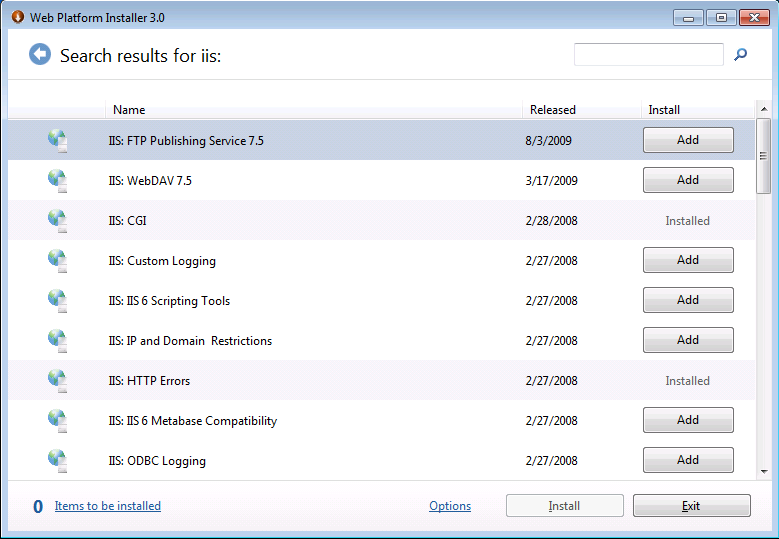 Web Platform Installer 3.0
Search results for iis:
Name Released Install
IIS: FTP Publishing Service 7.5 8/3/2009 Add
IIS: WebDAV 7.5 3/17/2009 Add
IIS: CGI 2/28/2008 Installed
IIS: Custom Logging 2/27/2008 Add
IIS: IIS 6 Scripting Tools 2/27/2008 Add
IIS: IP and Domain  Restrictions 2/27/2008 Add
IIS: HTTP Errors 2/27/2008 Installed
IIS: IIS 6 Metabase Compatibility 2/27/2008 Add
IIS: ODBC Logging 2/27/2008 Add
0 Items to be installed Options Install Exit